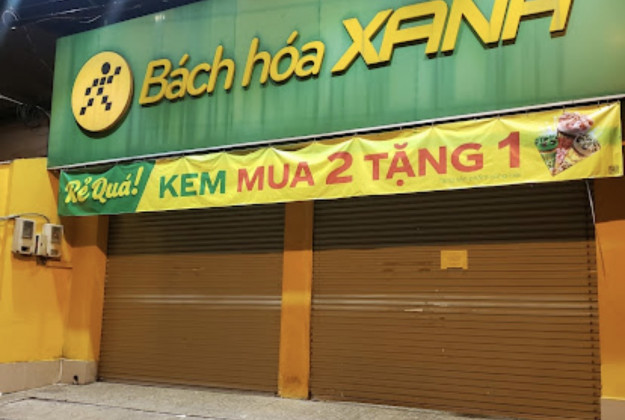 Bách hóa XANH
Rẻ Quá! KEM MUA 2 TẶNG 1